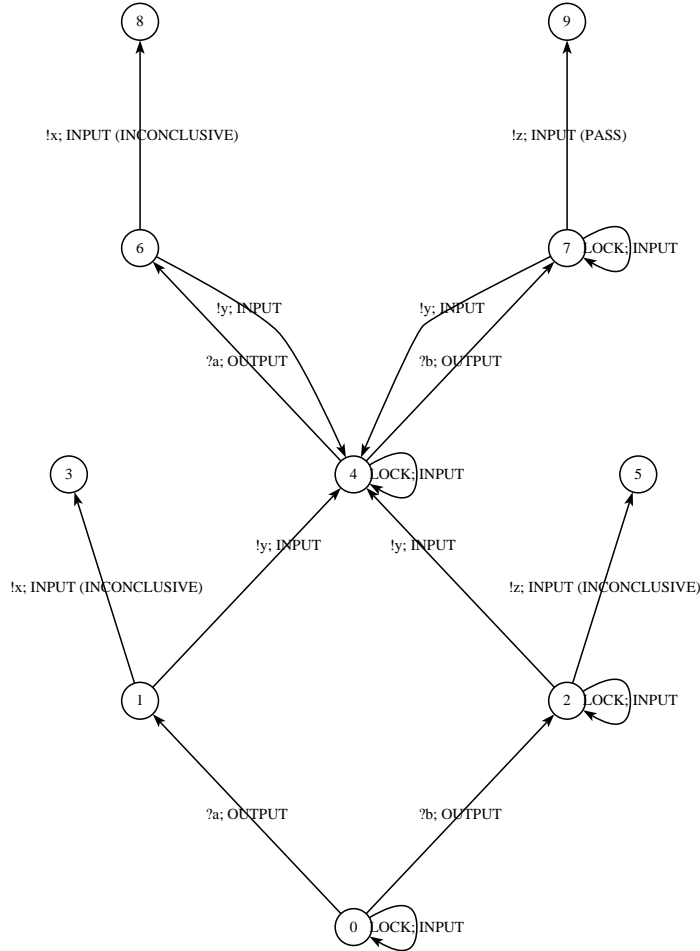 8
9
!x; INPUT (INCONCLUSIVE)
!z; INPUT (PASS)
6
7
LOCK; INPUT
!y; INPUT
!y; INPUT
?a; OUTPUT
?b; OUTPUT
3
4
LOCK; INPUT
5
!y; INPUT
!y; INPUT
!x; INPUT (INCONCLUSIVE)
!z; INPUT (INCONCLUSIVE)
1
2
LOCK; INPUT
?a; OUTPUT
?b; OUTPUT
0
LOCK; INPUT